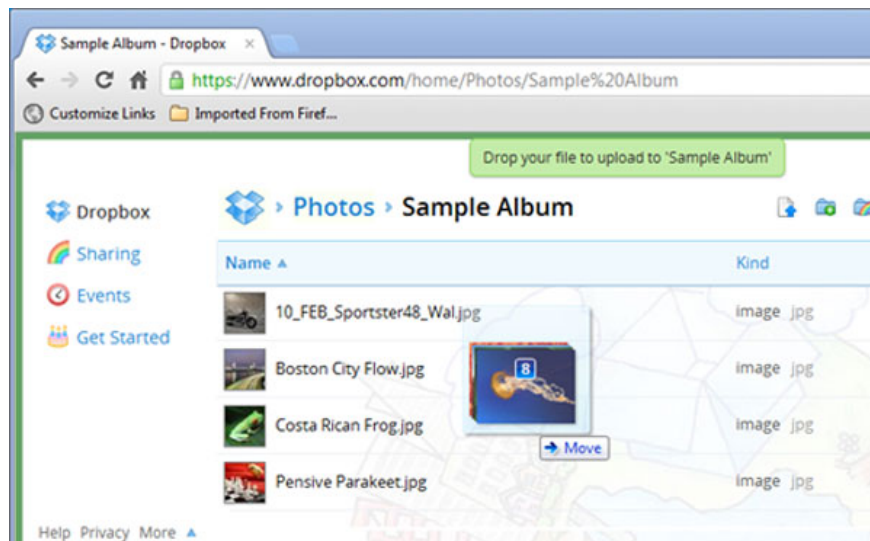 Sample Album - Dropbox
https://www.dropbox.com/home/Photos/Sample%20Album
Customize Links Imported From Firef...
Drop your file to upload to 'Sample Album'
Dropbox
Photos › Sample Album
Sharing
Name Kind
Events
10_FEB_Sportster48_Wal.jpg image jpg
Get Started
Boston City Flow.jpg image jpg
8
Costa Rican Frog.jpg image jpg
Move
Pensive Parakeet.jpg image jpg
Help Privacy More